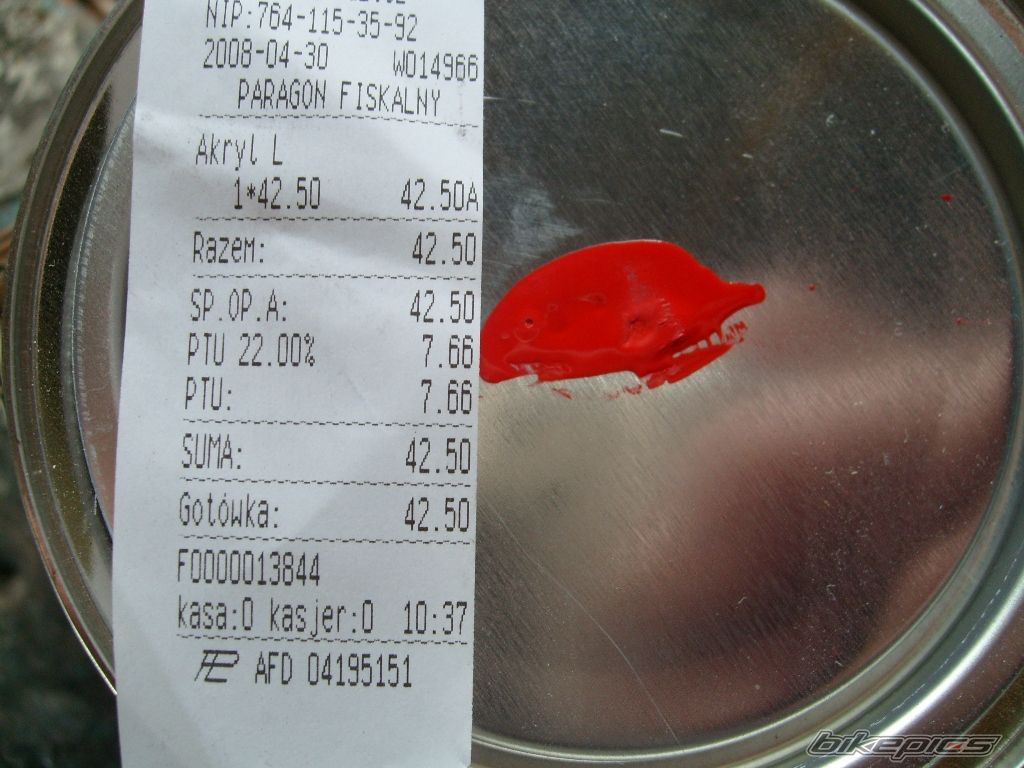 NIP:764-115-35-92
2008-04-30 W014966
PARAGON FISKALNY
Akryl L
1*42.50 42.50A
Razem: 42.50
SP.OP.A: 42.50
PTU 22.00% 7.66
PTU: 7.66
SUMA: 42.50
Gotówka: 42.50
F0000013844
kasa:0 kasjer:0 10:37
AFD 04195151
bikepics